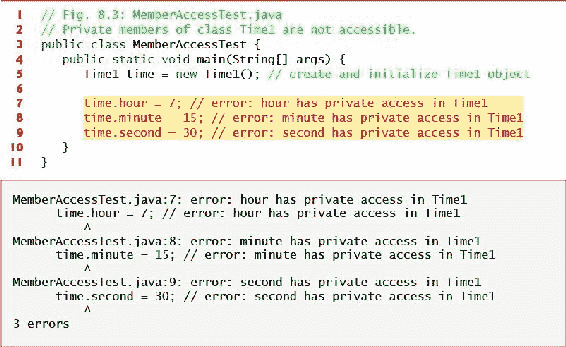 1 // Fig. 8.3: MemberAccessTest.java
2 // Private members of class Time1 are not accessible.
3 public class MemberAccessTest {
4 public static void main(String[] args) {
5 Time1 time = new Time1(); // create and initialize Time1 object
6
7 time.hour = 7; // error: hour has private access in Time1
8 time.minute = 15; // error: minute has private access in Time1
9 time.second = 30; // error: second has private access in Time1
10 }
11 }
MemberAccessTest.java:7: error: hour has private access in Time1
time.hour = 7; // error: hour has private access in Time1
^
MemberAccessTest.java:8: error: minute has private access in Time1
time.minute = 15; // error: minute has private access in Time1
^
MemberAccessTest.java:9: error: second has private access in Time1
time.second = 30; // error: second has private access in Time1
^
3 errors